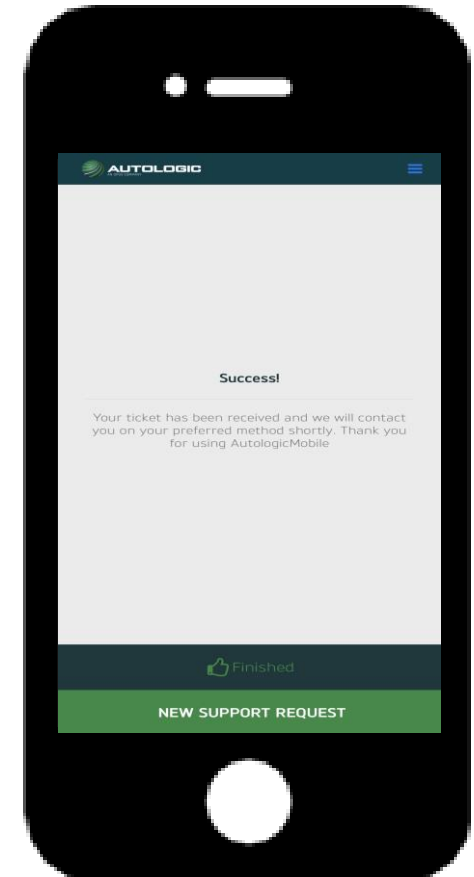 AUTOLOGIC
Success!
Your ticket has been received and we will contact
you on your preferred method shortly. Thank you
for using AutologicMobile
Finished
NEW SUPPORT REQUEST